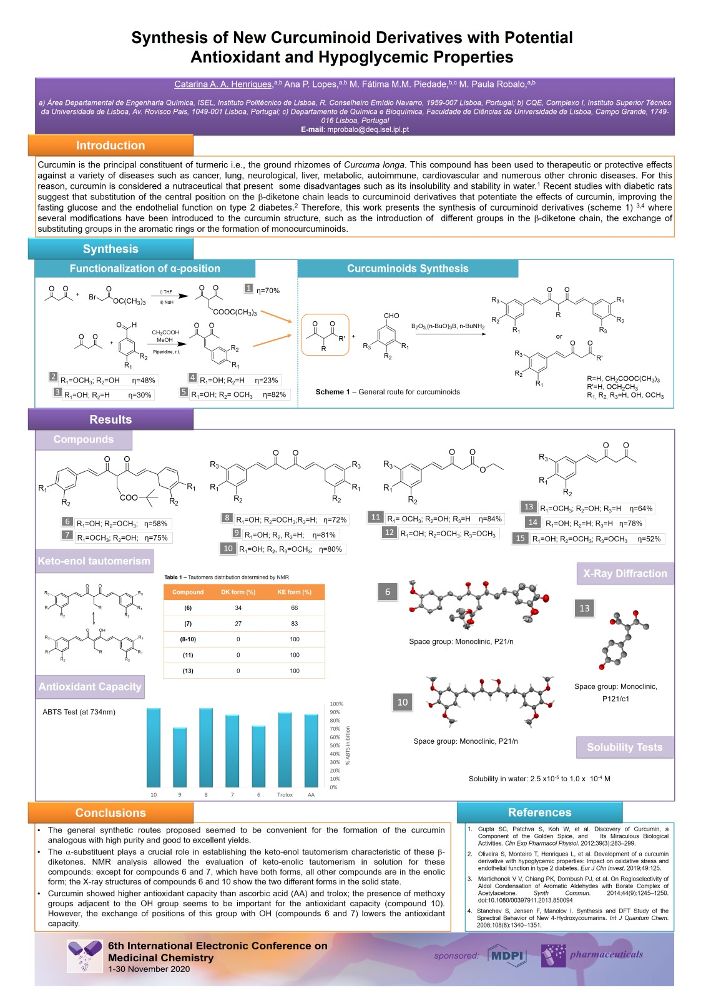 Synthesis of New Curcuminoid Derivatives with Potential
Antioxidant and Hypoglycemic Properties
Catarina A. A. Henriques,a,b Ana P. Lopes,a,b M. Fátima M.M. Piedade,b,c M. Paula Robalo,a,b
a) Área Departamental de Engenharia Química, ISEL, Instituto Politécnico de Lisboa, R. Conselheiro Emídio Navarro, 1959-007 Lisboa, Portugal; b) CQE, Complexo I, Instituto Superior Técnico
da Universidade de Lisboa, Av. Rovisco Pais, 1049-001 Lisboa, Portugal; c) Departamento de Química e Bioquímica, Faculdade de Ciências da Universidade de Lisboa, Campo Grande, 1749-
016 Lisboa, Portugal
E-mail: mprobalo@deq.isel.ipl.pt
Introduction
Curcumin is the principal constituent of turmeric i.e., the ground rhizomes of Curcuma longa. This compound has been used to therapeutic or protective effects
against a variety of diseases such as cancer, lung, neurological, liver, metabolic, autoimmune, cardiovascular and numerous other chronic diseases. For this
reason, curcumin is considered a nutraceutical that present some disadvantages such as its insolubility and stability in water.1 Recent studies with diabetic rats
suggest that substitution of the central position on the β-diketone chain leads to curcuminoid derivatives that potentiate the effects of curcumin, improving the
fasting glucose and the endothelial function on type 2 diabetes.2 Therefore, this work presents the synthesis of curcuminoid derivatives (scheme 1) 3,4 where
several modifications have been introduced to the curcumin structure, such as the introduction of different groups in the β-diketone chain, the exchange of
substituting groups in the aromatic rings or the formation of monocurcuminoids.
Synthesis
Functionalization of α-position
O O + Br O OC(CH3)3 i) THF ii) NaH O O COOC(CH3)3
1 η=70%
O O + O H R2 R1 CH3COOH MeOH Piperidine, r.t. O O R2 R1
2 R1=OCH3; R2=OH η=48%
4 R1=OH; R2=H η=23%
3 R1=OH; R2=H η=30%
5 R1=OH; R2= OCH3 η=82%
Curcuminoids Synthesis
O O R' R + CHO R3 R1 R2 B2O3,(n-BuO)3B, n-BuNH2
O O R3 R1 R2 R R2 R1 R3
or
O O R3 R' R2 R1
R=H, CH2COOC(CH3)3
R'=H, OCH2CH3
R1, R2, R3=H, OH, OCH3
Scheme 1 – General route for curcuminoids
Results
Compounds
O O R1 R2 COO R1 R2
6 R1=OH; R2=OCH3; η=58%
7 R1=OCH3; R2=OH; η=75%
O O R3 R3 R1 R1 R2 R2
8 R1=OH; R2=OCH3;R3=H; η=72%
9 R1=OH; R2, R3=H; η=81%
10 R1=OH; R2, R3=OCH3; η=80%
O O R3 O R1 R2
11 R1= OCH3; R2=OH; R3=H η=84%
12 R1=OH; R2=OCH3; R3=OCH3
O O R3 R1 R2
13 R1=OCH3; R2=OH; R3=H η=64%
14 R1=OH; R2=H; R3=H η=78%
15 R1=OH; R2=OCH3; R3=OCH3 η=52%
Keto-enol tautomerism
O O R3 R3 R1 R R1 R2 R2
O OH R3 R3 R1 R R1 R2 R2
Table 1 – Tautomers distribution determined by NMR
Compound DK form (%) KE form (%)
(6) 34 66
(7) 27 83
(8-10) 0 100
(11) 0 100
(13) 0 100
X-Ray Diffraction
6
Space group: Monoclinic, P21/n
13
Space group: Monoclinic,
P121/c1
10
Space group: Monoclinic, P21/n
Antioxidant Capacity
ABTS Test (at 734nm)
100%
90%
80%
70%
60%
50%
40%
30%
20%
10%
0%
% ABTS inibition
10 9 8 7 6 Trolox AA
Solubility Tests
Solubility in water: 2.5 x10-5 to 1.0 x 10-4 M
Conclusions
• The general synthetic routes proposed seemed to be convenient for the formation of the curcumin
analogous with high purity and good to excellent yields.
• The α-substituent plays a crucial role in establishing the keto-enol tautomerism characteristic of these β-
diketones. NMR analysis allowed the evaluation of keto-enolic tautomerism in solution for these
compounds: except for compounds 6 and 7, which have both forms, all other compounds are in the enolic
form; the X-ray structures of compounds 6 and 10 show the two different forms in the solid state.
• Curcumin showed higher antioxidant capacity than ascorbic acid (AA) and trolox; the presence of methoxy
groups adjacent to the OH group seems to be important for the antioxidant capacity (compound 10).
However, the exchange of positions of this group with OH (compounds 6 and 7) lowers the antioxidant
capacity.
References
1. Gupta SC, Patchva S, Koh W, et al. Discovery of Curcumin, a
Component of the Golden Spice, and Its Miraculous Biological
Activities. Clin Exp Pharmacol Physiol. 2012;39(3):283–299.
2. Oliveira S, Monteiro T, Henriques L, et al. Development of a curcumin
derivative with hypoglycemic properties: Impact on oxidative stress and
endothelial function in type 2 diabetes. Eur J Clin Invest. 2019;49:125.
3. Martichonok V V, Chiang PK, Dornbush PJ, et al. On Regioselectivity of
Aldol Condensation of Aromatic Aldehydes with Borate Complex of
Acetylacetone. Synth Commun. 2014;44(9):1245–1250.
doi:10.1080/00397911.2013.850094
4. Stanchev S, Jensen F, Manolov I. Synthesis and DFT Study of the
Sprectral Behavior of New 4-Hydroxycoumarins. Int J Quantum Chem.
2008;108(8):1340–1351.
6th International Electronic Conference on
Medicinal Chemistry
1-30 November 2020
sponsored: MDPI pharmaceuticals